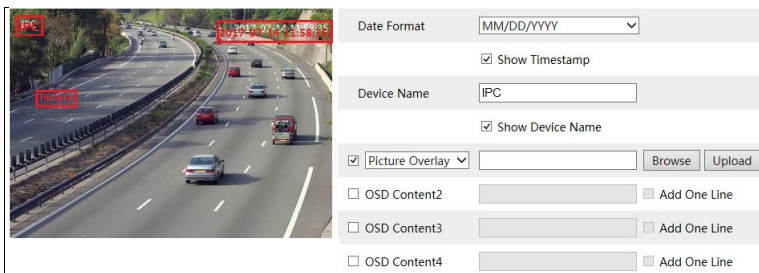 IPC
2017-07-14 11:58:35
Picture
Date Format MM/DD/YYYY
Show Timestamp
Device Name IPC
Show Device Name
Picture Overlay Browse Upload
OSD Content2 Add One Line
OSD Content3 Add One Line
OSD Content4 Add One Line